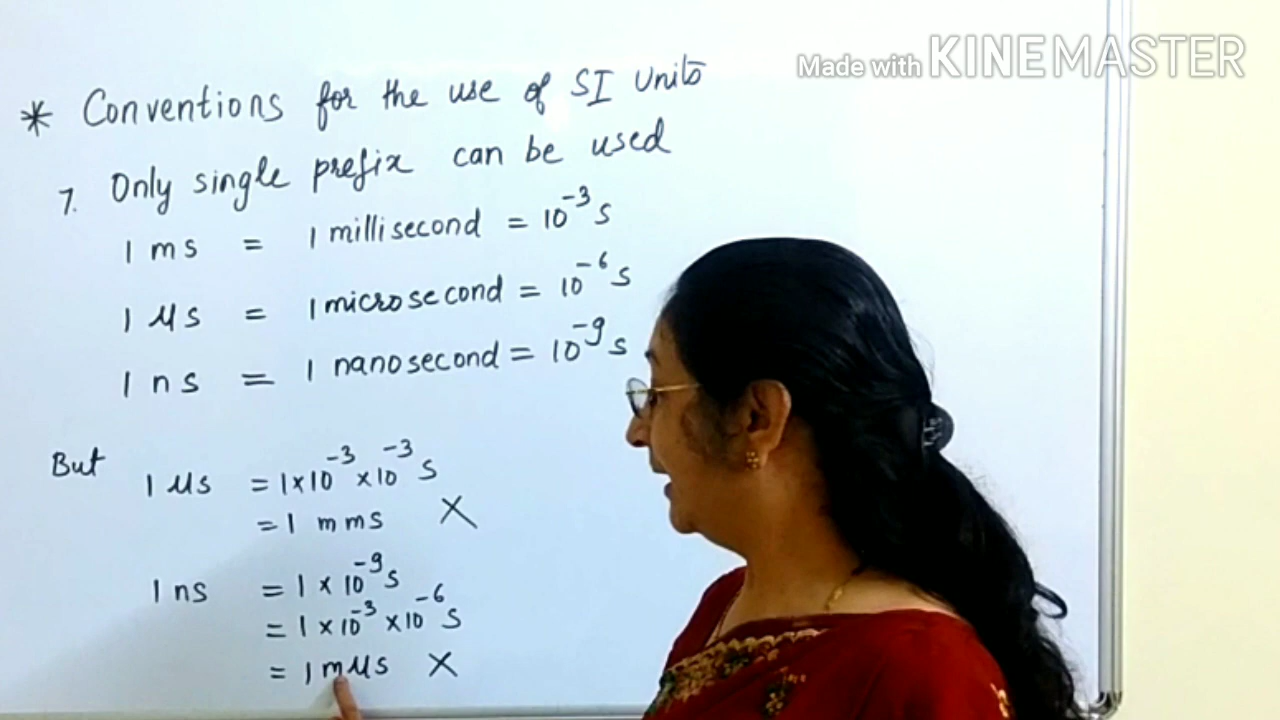 Made with KINEMASTER
* Conventions for the use of SI Units
7. Only single prefix can be used
1 ms = 1 millisecond = 10⁻³ s
1 μs = 1 microsecond = 10⁻⁶ s
1 ns = 1 nanosecond = 10⁻⁹ s
But 1 μs = 1×10⁻³ ×10⁻³ s
= 1 mms X
1 ns = 1 × 10⁻⁹ s
= 1 × 10⁻³ × 10⁻⁶ s
= 1 mμs X